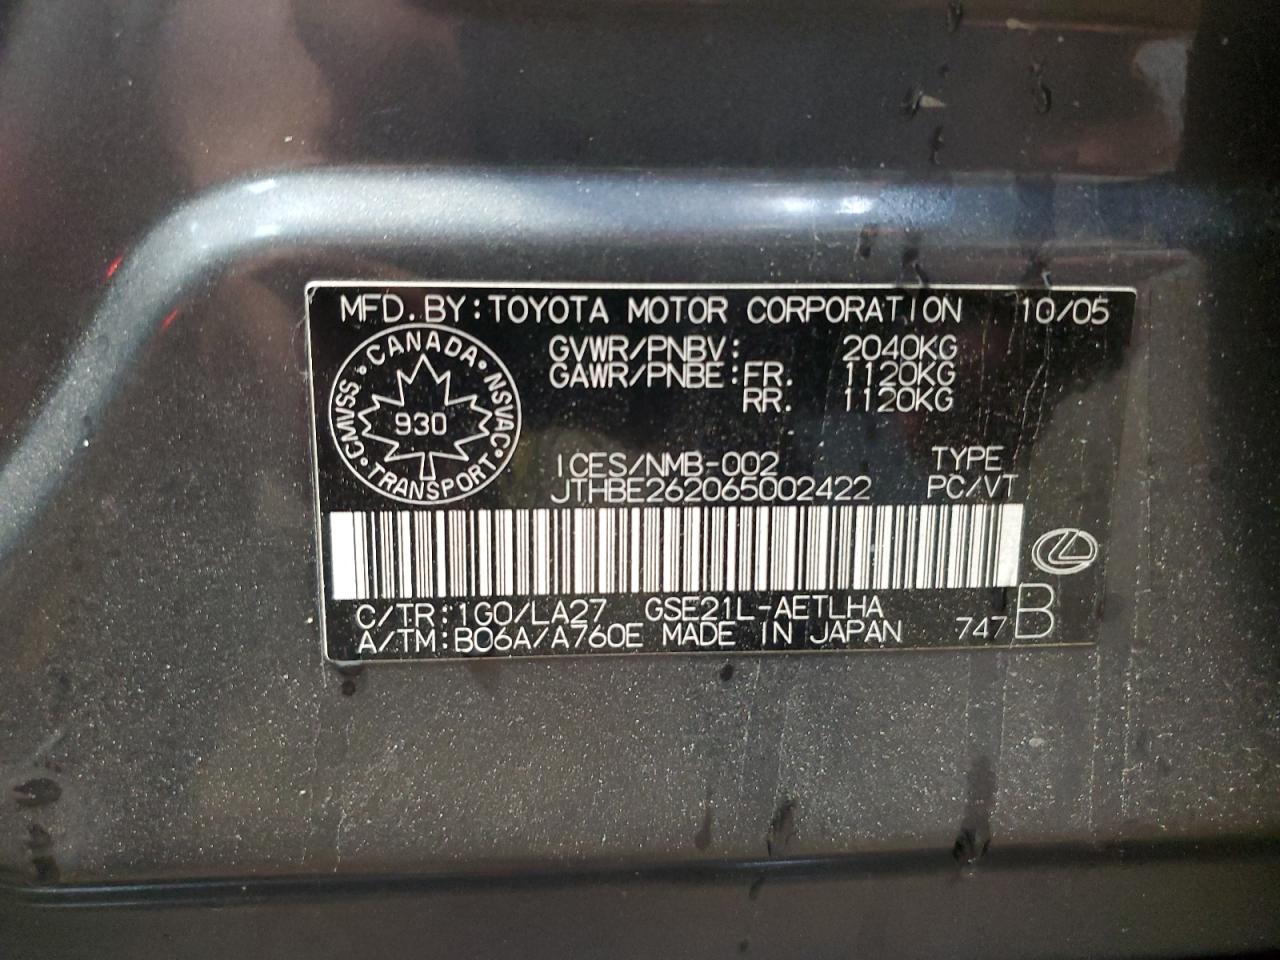 MFD. BY: TOYOTA MOTOR CORPORATION 10/05
CANADA
CMVSS NSVAC
930
TRANSPORT
GVWR/PNBV: 2040KG
GAWR/PNBE: FR. 1120KG
RR. 1120KG
ICES/NMB-002 TYPE
JTHBE262065002422 PC/VT
C/TR: 1G0/LA27 GSE21L-AETLHA
A/TM: B06A/A760E MADE IN JAPAN 747 B